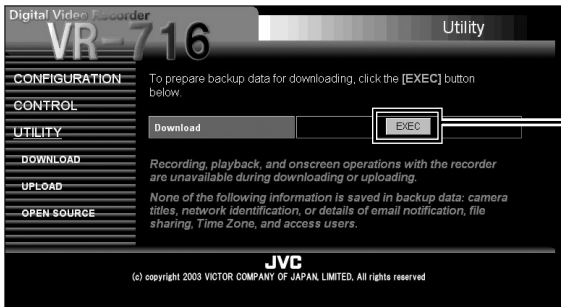 Digital Video Recorder
VR-716
Utility
CONFIGURATION
CONTROL
UTILITY
DOWNLOAD
UPLOAD
OPEN SOURCE
To prepare backup data for downloading, click the [EXEC] button
below.
Download
EXEC
Recording, playback, and onscreen operations with the recorder
are unavailable during downloading or uploading.
None of the following information is saved in backup data: camera
titles, network identification, or details of email notification, file
sharing, Time Zone, and access users.
JVC
(c) copyright 2003 VICTOR COMPANY OF JAPAN, LIMITED, All rights reserved